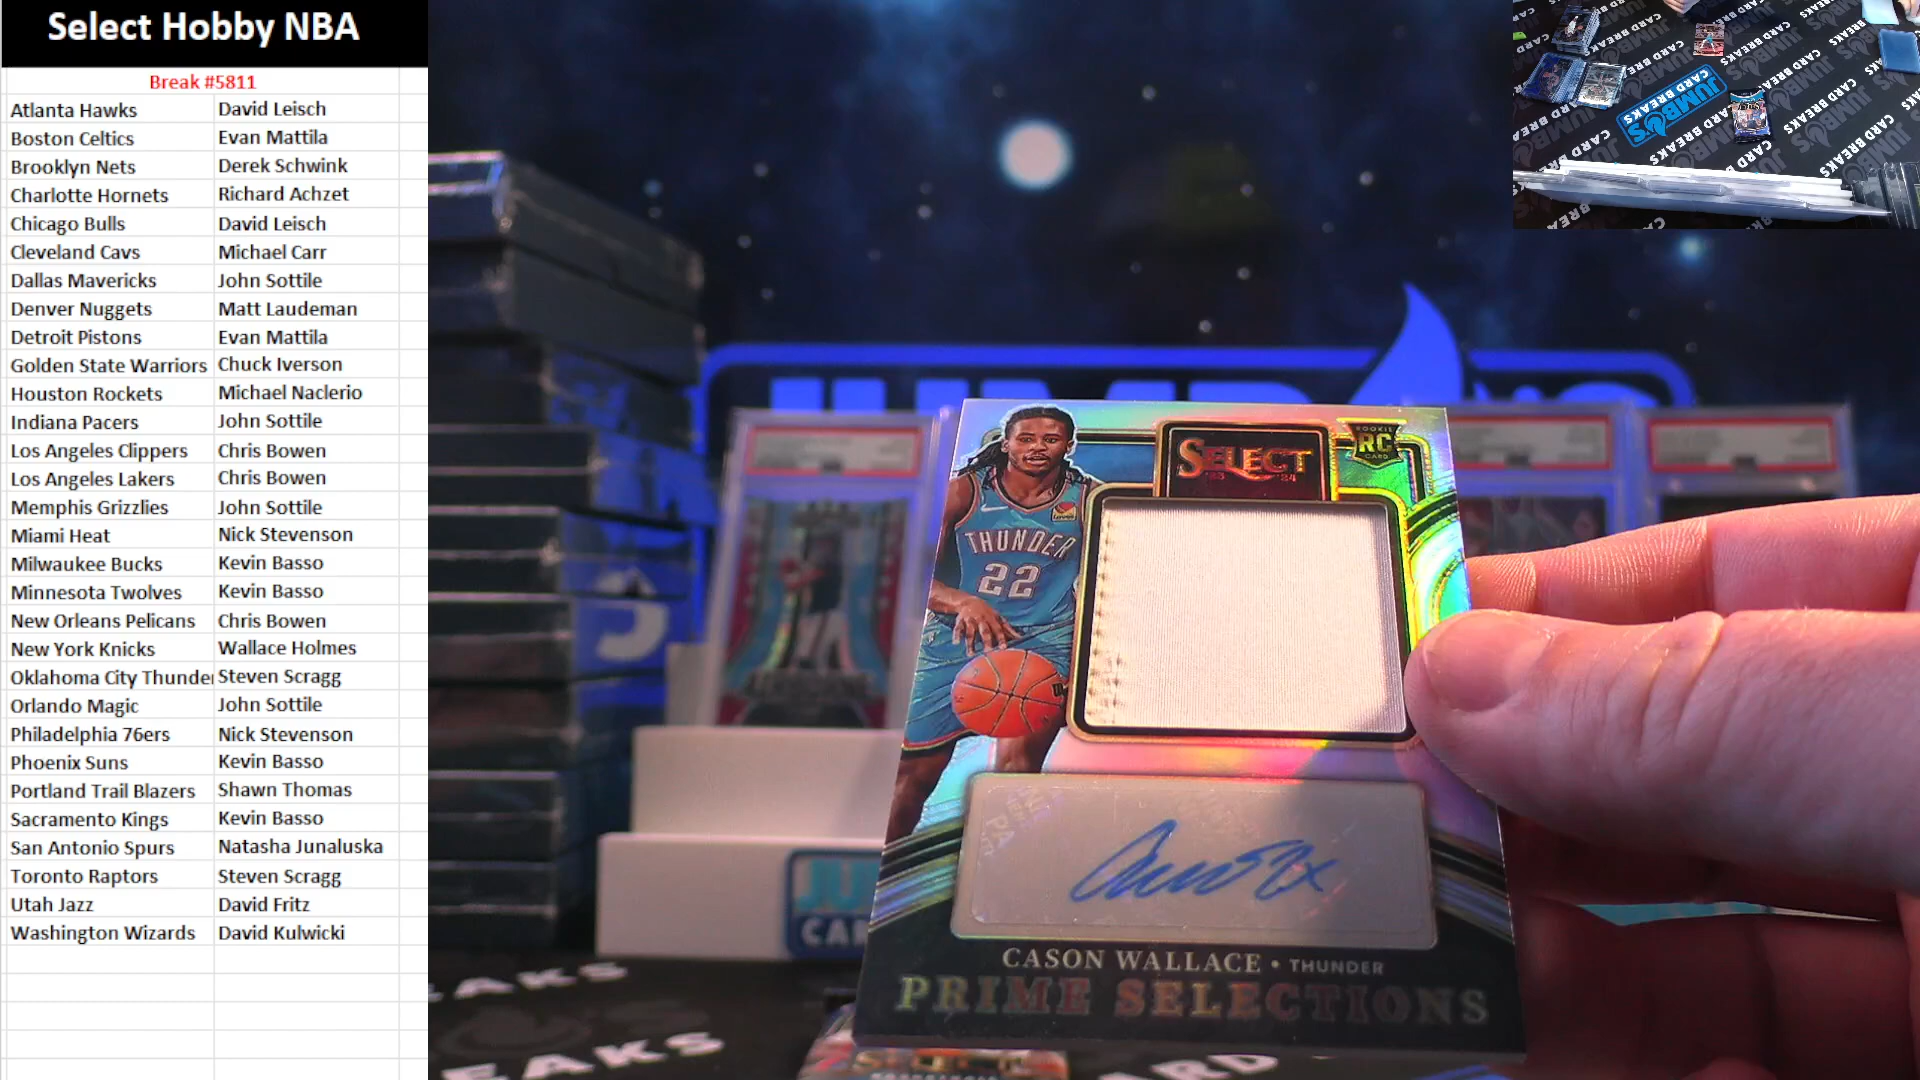 Select Hobby NBA
Break #5811
Atlanta Hawks David Leisch
Boston Celtics Evan Mattila
Brooklyn Nets Derek Schwink
Charlotte Hornets Richard Achzet
Chicago Bulls David Leisch
Cleveland Cavs Michael Carr
Dallas Mavericks John Sottile
Denver Nuggets Matt Laudeman
Detroit Pistons Evan Mattila
Golden State Warriors Chuck Iverson
Houston Rockets Michael Naclerio
Indiana Pacers John Sottile
Los Angeles Clippers Chris Bowen
Los Angeles Lakers Chris Bowen
Memphis Grizzlies John Sottile
Miami Heat Nick Stevenson
Milwaukee Bucks Kevin Basso
Minnesota Twolves Kevin Basso
New Orleans Pelicans Chris Bowen
New York Knicks Wallace Holmes
Oklahoma City Thunder Steven Scragg
Orlando Magic John Sottile
Philadelphia 76ers Nick Stevenson
Phoenix Suns Kevin Basso
Portland Trail Blazers Shawn Thomas
Sacramento Kings Kevin Basso
San Antonio Spurs Natasha Junaluska
Toronto Raptors Steven Scragg
Utah Jazz David Fritz
Washington Wizards David Kulwicki
JUMBO'S
CARD BREAKS
SELECT
ROOKIE
RC
CARD
THUNDER
22
CASON WALLACE • THUNDER
PRIME SELECTIONS